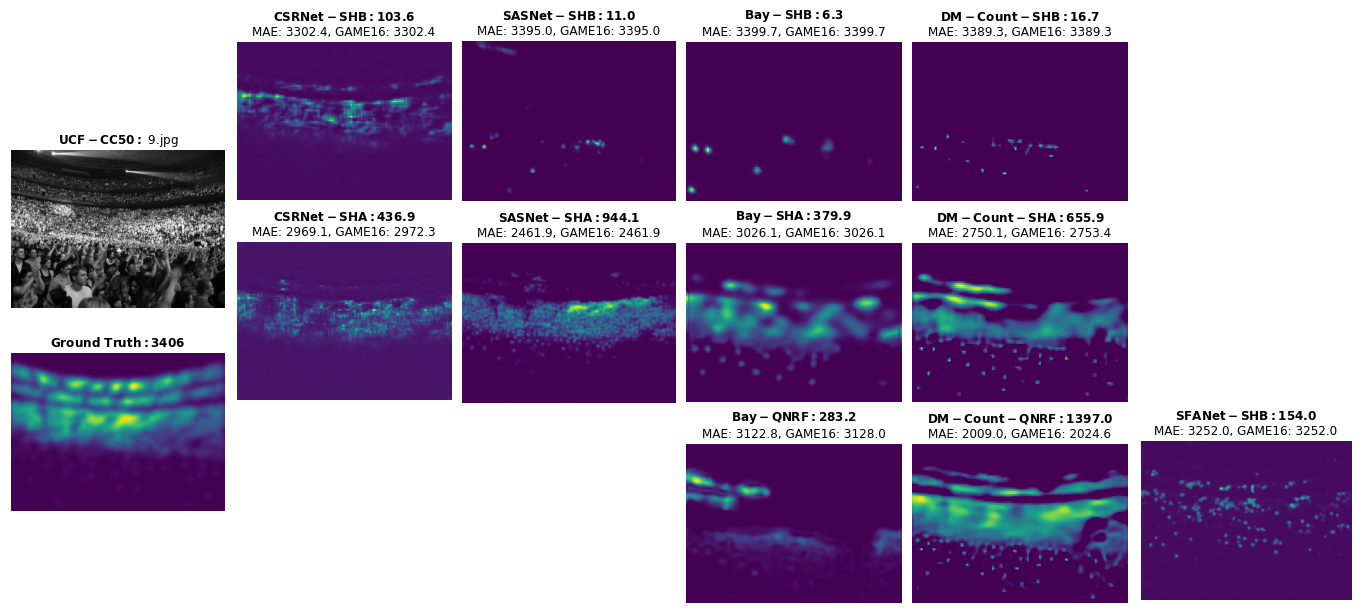 CSRNet − SHB : 103.6
MAE: 3302.4, GAME16: 3302.4
SASNet − SHB : 11.0
MAE: 3395.0, GAME16: 3395.0
Bay − SHB : 6.3
MAE: 3399.7, GAME16: 3399.7
DM − Count − SHB : 16.7
MAE: 3389.3, GAME16: 3389.3
UCF − CC50 : 9.jpg
CSRNet − SHA : 436.9
MAE: 2969.1, GAME16: 2972.3
SASNet − SHA : 944.1
MAE: 2461.9, GAME16: 2461.9
Bay − SHA : 379.9
MAE: 3026.1, GAME16: 3026.1
DM − Count − SHA : 655.9
MAE: 2750.1, GAME16: 2753.4
Ground Truth : 3406
Bay − QNRF : 283.2
MAE: 3122.8, GAME16: 3128.0
DM − Count − QNRF : 1397.0
MAE: 2009.0, GAME16: 2024.6
SFANet − SHB : 154.0
MAE: 3252.0, GAME16: 3252.0